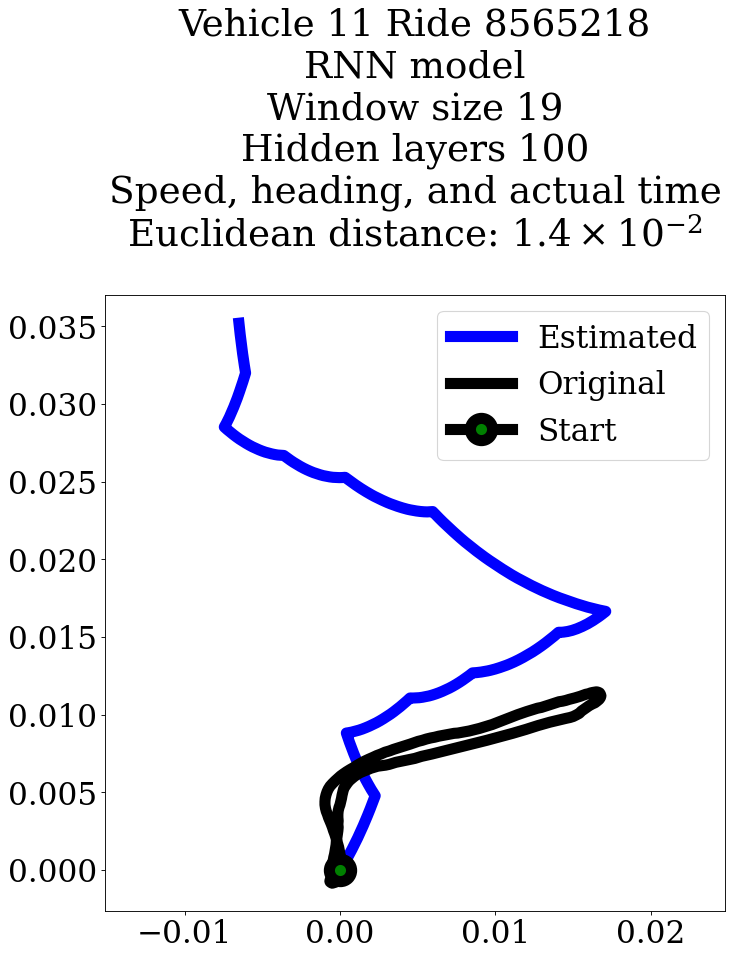 Vehicle 11 Ride 8565218
RNN model
Window size 19
Hidden layers 100
Speed, heading, and actual time
Euclidean distance: 1.4 × 10⁻²
Estimated
Original
Start
0.035
0.030
0.025
0.020
0.015
0.010
0.005
0.000
−0.01
0.00
0.01
0.02